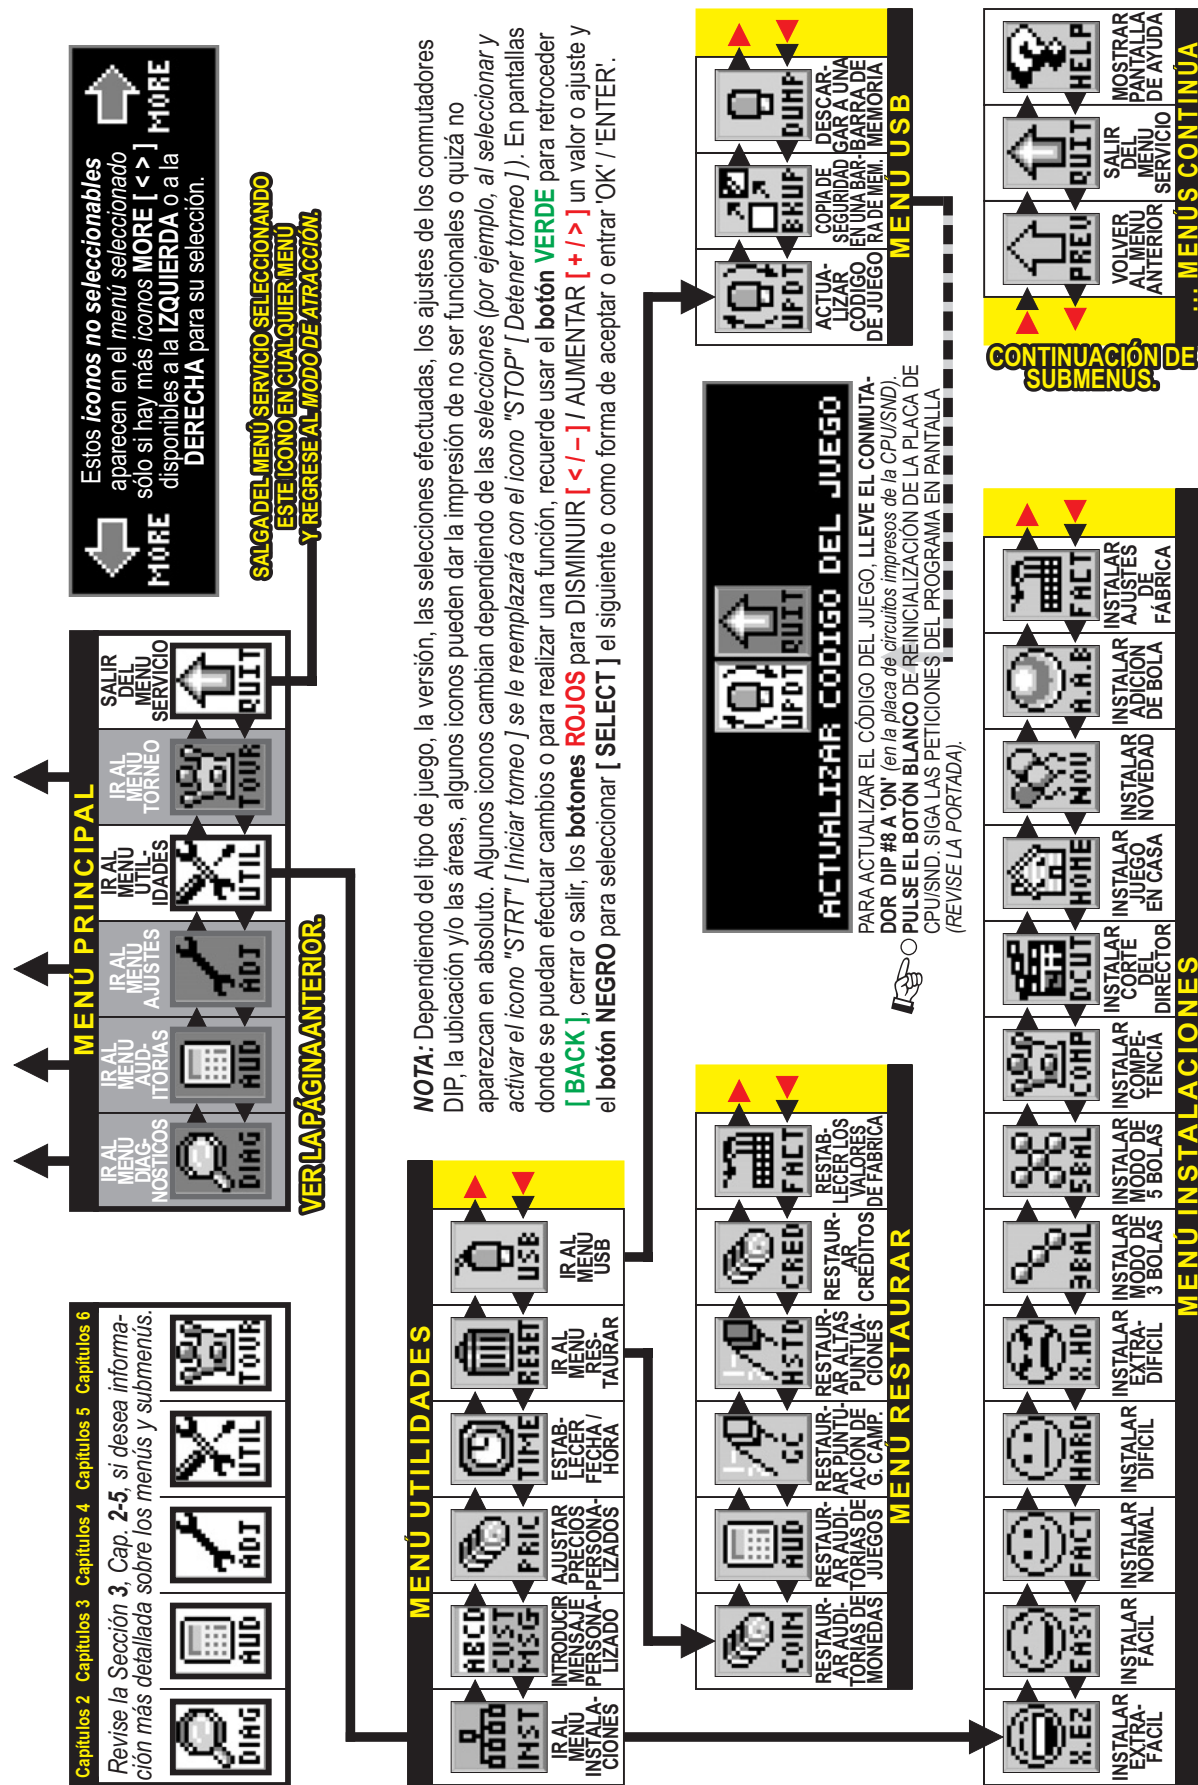 Capítulos 2 Capítulos 3 Capítulos 4 Capítulos 5 Capítulos 6
Revise la Sección 3, Cap. 2-5, si desea informa-
ción más detallada sobre los menús y submenús.
DIAG
AUD
ADJ
UTIL
TOUR
MENÚ PRINCIPAL
IR AL
MENÚ
DIAG-
NÓSTICOS
DIAG
IR AL
MENÚ
AUD-
ITORÍAS
AUD
IR AL
MENÚ
AJUSTES
ADJ
IR AL
MENÚ
UTIL-
IDADES
UTIL
IR AL
MENÚ
TORNEO
TOUR
SALIR
DEL
MENÚ
SERVICIO
QUIT
VER LA PÁGINA ANTERIOR.
MORE
Estos iconos no seleccionables
aparecen en el menú seleccionado
sólo si hay más iconos MORE [ < > ]
disponibles a la IZQUIERDA o a la
DERECHA para su selección.
MORE
SALGA DEL MENÚ SERVICIO SELECCIONANDO
ESTE ICONO EN CUALQUIER MENÚ
Y REGRESE AL MODO DE ATRACCIÓN.
NOTA: Dependiendo del tipo de juego, la versión, las selecciones efectuadas, los ajustes de los conmutadores
DIP, la ubicación y/o las áreas, algunos iconos pueden dar la impresión de no ser funcionales o quizá no
aparezcan en absoluto. Algunos iconos cambian dependiendo de las selecciones (por ejemplo, al seleccionar y
activar el icono "STRT" [ Iniciar torneo ] se le reemplazará con el icono "STOP" [ Detener torneo ] ). En pantallas
donde se puedan efectuar cambios o para realizar una función, recuerde usar el botón VERDE para retroceder
[ BACK ], cerrar o salir, los botones ROJOS para DISMINUIR [ < / – ] / AUMENTAR [ + / > ] un valor o ajuste y
el botón NEGRO para seleccionar [ SELECT ] el siguiente o como forma de aceptar o entrar 'OK' / 'ENTER'.
MENÚ UTILIDADES
INST
IR AL
MENÚ
INSTALA-
CIONES
ABCD
CUST
MSG
INTRODUCIR
MENSAJE
PERSONA-
LIZADO
PRIC
AJUSTAR
PRECIOS
PERSONA-
LIZADOS
TIME
ESTAB-
LECER
FECHA /
HORA
RESET
IR AL
MENÚ
RES-
TAURAR
USB
IR AL
MENÚ
USB
COIN
RESTAUR-
AR AUDI-
TORÍAS DE
MONEDAS
AUD
RESTAUR-
AR AUDI-
TORÍAS DE
JUEGOS
GC
RESTAUR-
AR PUNTU-
ACIÓN DE
G. CAMP.
HSTD
RESTAUR-
AR ALTAS
PUNTUA-
CIONES
CRED
RESTAUR-
AR
CRÉDITOS
FACT
RESTAB-
LECER LOS
VALORES
DE FÁBRICA
MENÚ RESTAURAR
UPDT
QUIT
ACTUALIZAR CODIGO DEL JUEGO
PARA ACTUALIZAR EL CÓDIGO DEL JUEGO, LLEVE EL CONMUTA-
DOR DIP #8 A 'ON' (en la placa de circuitos impresos de la CPU/SND).
PULSE EL BOTÓN BLANCO DE REINICIALIZACIÓN DE LA PLACA DE
CPU/SND. SIGA LAS PETICIONES DEL PROGRAMA EN PANTALLA
(REVISE LA PORTADA).
UPDT
ACTUA-
LIZAR
CÓDIGO
DE JUEGO
BKUP
COPIA DE
SEGURIDAD
EN UNA BAR-
RA DE MEM.
DUMP
DESCAR-
GAR A UNA
BARRA DE
MEMORIA
MENÚ USB
X.EZ
INSTALAR
EXTRA-
FÁCIL
EASY
INSTALAR
FÁCIL
FACT
INSTALAR
NORMAL
HARD
INSTALAR
DIFÍCIL
X.HD
INSTALAR
EXTRA-
DIFÍCIL
3BAL
INSTALAR
MODO DE
3 BOLAS
5BAL
INSTALAR
MODO DE
5 BOLAS
COMP
INSTALAR
COMPE-
TENCIA
DCUT
INSTALAR
CORTE
DEL
DIRECTOR
HOME
INSTALAR
JUEGO
EN CASA
NOV
INSTALAR
NOVEDAD
A.A.B
INSTALAR
ADICIÓN
DE BOLA
FACT
INSTALAR
AJUSTES
DE
FÁBRICA
MENÚ INSTALACIONES
CONTINUACIÓN DE
SUBMENÚS.
PREV
VOLVER
AL MENÚ
ANTERIOR
QUIT
SALIR
DEL
MENÚ
SERVICIO
HELP
MOSTRAR
PANTALLA
DE AYUDA
... MENÚS CONTINÚA